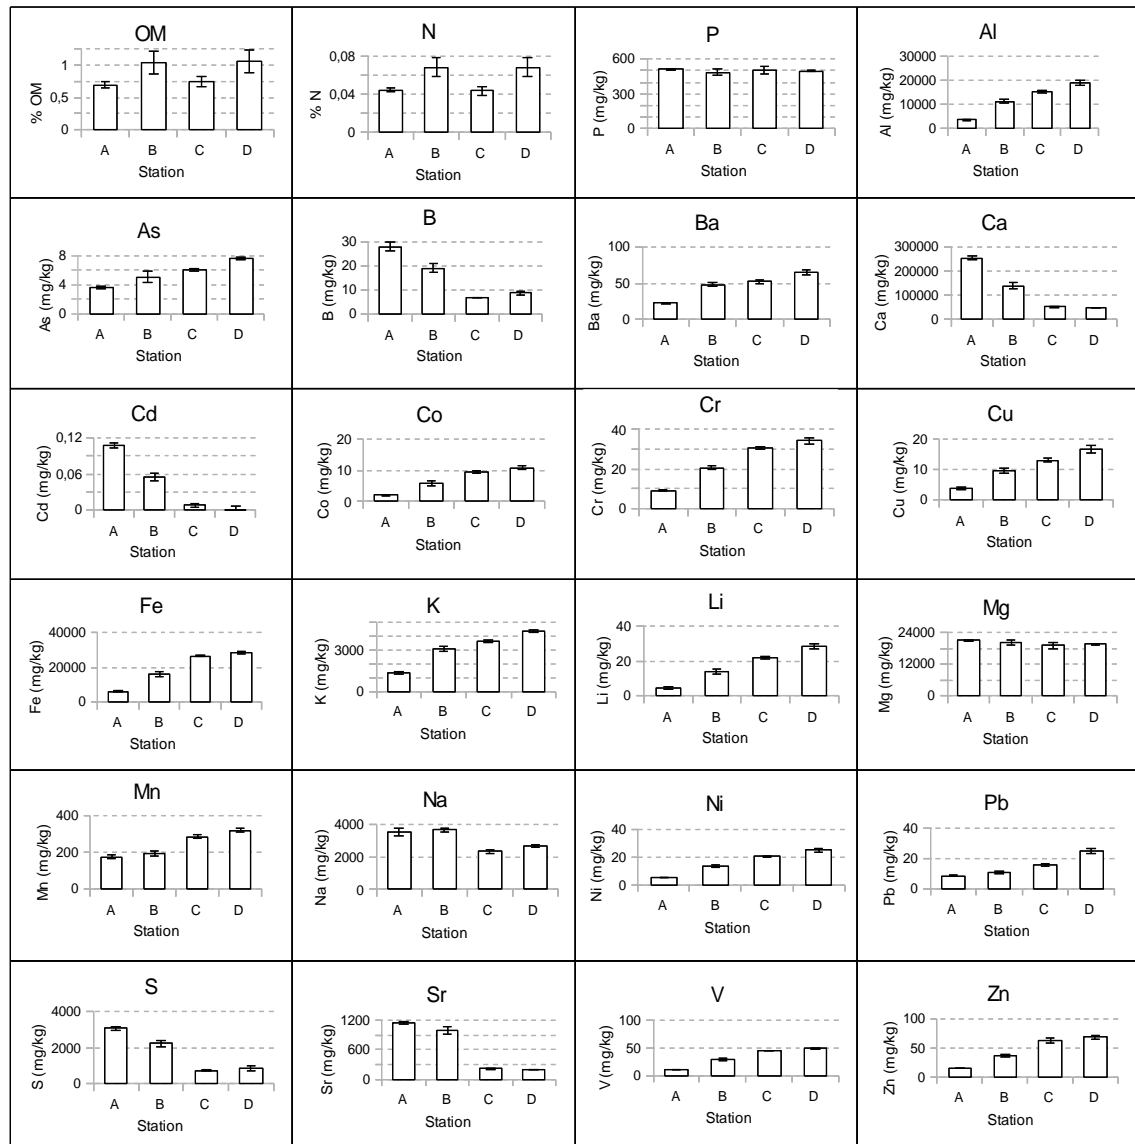 OM
% OM
1
0,5
0
A B C D
Station
N
% N
0,08
0,04
0
A B C D
Station
P
P (mg/kg)
600
300
0
A B C D
Station
Al
Al (mg/kg)
30000
20000
10000
0
A B C D
Station
As
As (mg/kg)
8
4
0
A B C D
Station
B
B (mg/kg)
30
20
10
0
A B C D
Station
Ba
Ba (mg/kg)
100
50
0
A B C D
Station
Ca
Ca (mg/kg)
300000
200000
100000
0
A B C D
Station
Cd
Cd (mg/kg)
0,12
0,06
0
A B C D
Station
Co
Co (mg/kg)
20
10
0
A B C D
Station
Cr
Cr (mg/kg)
40
20
0
A B C D
Station
Cu
Cu (mg/kg)
20
10
0
A B C D
Station
Fe
Fe (mg/kg)
40000
20000
0
A B C D
Station
K
K (mg/kg)
3000
0
A B C D
Station
Li
Li (mg/kg)
40
20
0
A B C D
Station
Mg
Mg (mg/kg)
24000
12000
0
A B C D
Station
Mn
Mn (mg/kg)
400
200
0
A B C D
Station
Na
Na (mg/kg)
4000
2000
0
A B C D
Station
Ni
Ni (mg/kg)
40
20
0
A B C D
Station
Pb
Pb (mg/kg)
40
20
0
A B C D
Station
S
S (mg/kg)
4000
2000
0
A B C D
Station
Sr
Sr (mg/kg)
1200
600
0
A B C D
Station
V
V (mg/kg)
100
50
0
A B C D
Station
Zn
Zn (mg/kg)
100
50
0
A B C D
Station